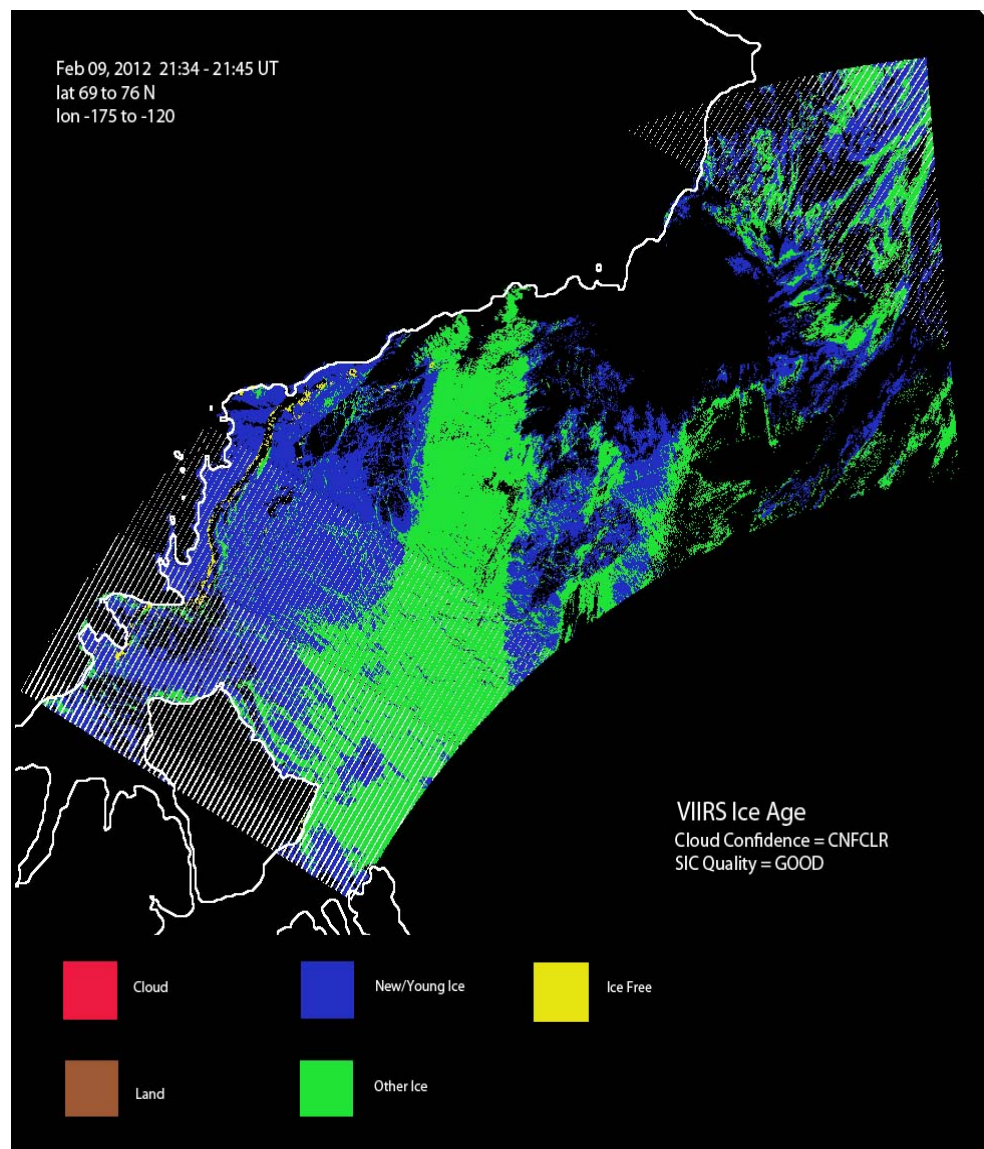 Feb 09, 2012 21:34 - 21:45 UT
lat 69 to 76 N
lon -175 to -120
VIIRS Ice Age
Cloud Confidence = CNFCLR
SIC Quality = GOOD
Cloud
New/Young Ice
Ice Free
Land
Other Ice